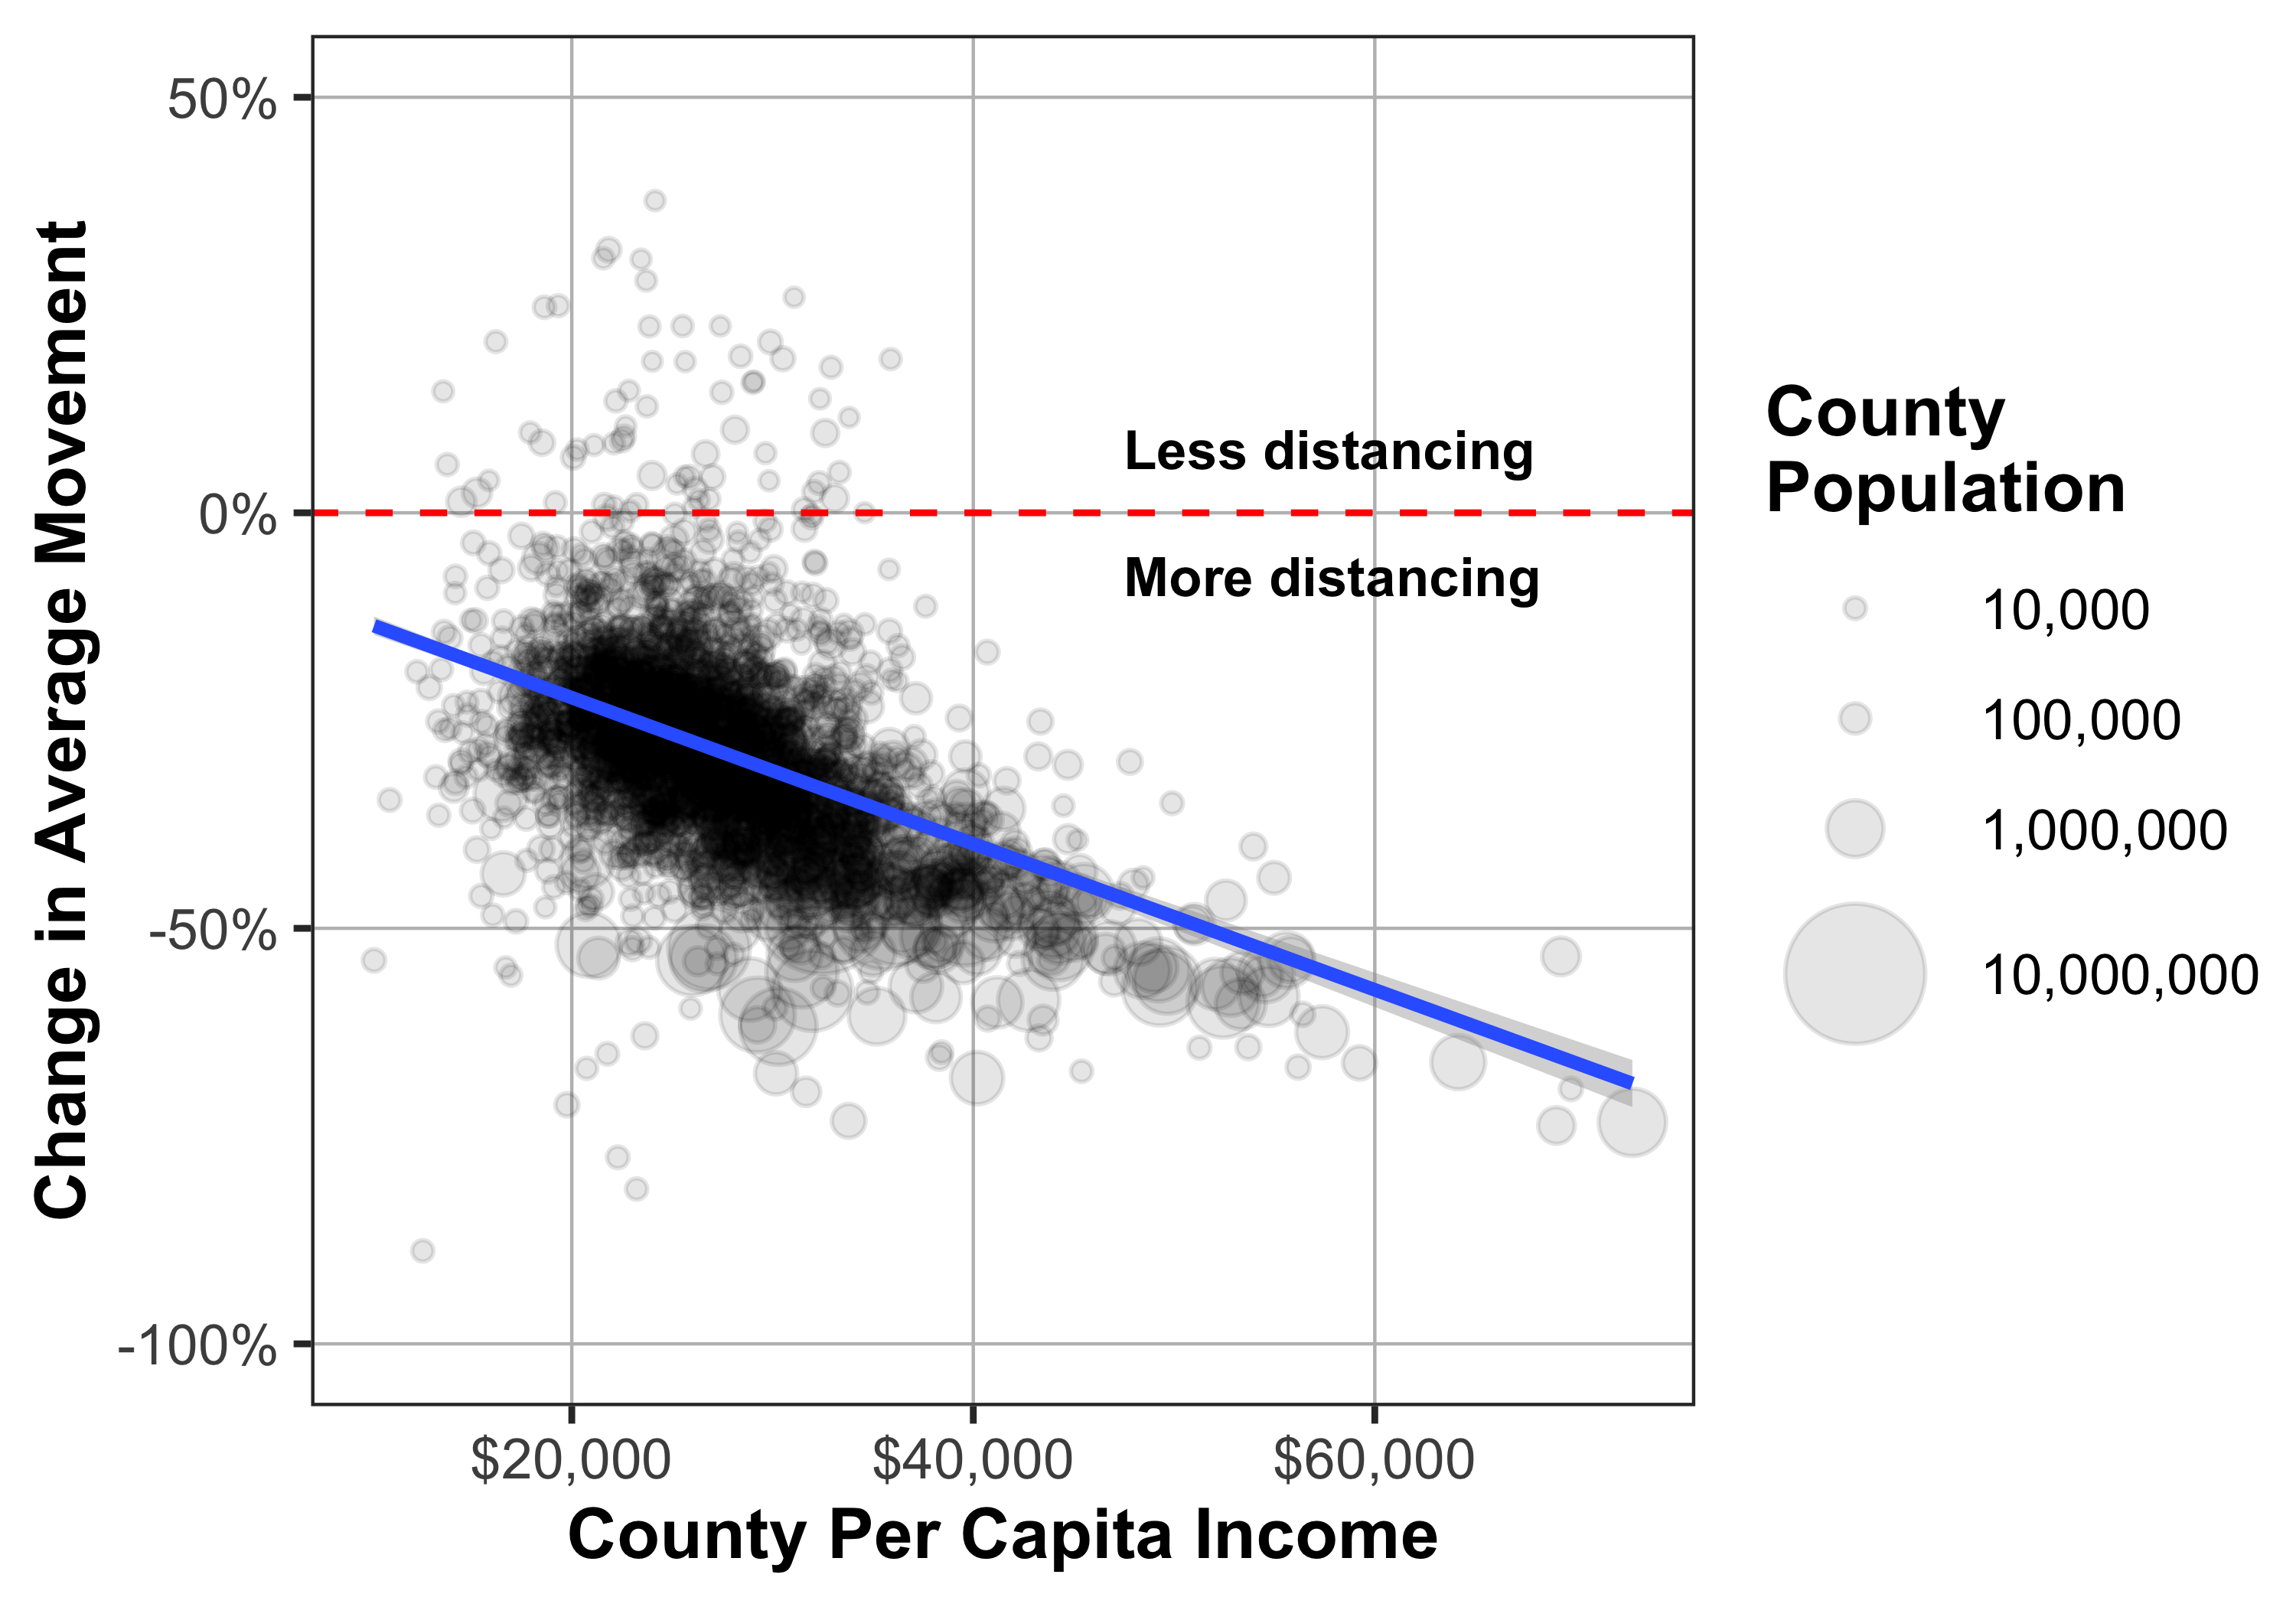 Change in Average Movement
50%
0%
-50%
-100%
Less distancing
More distancing
$20,000
$40,000
$60,000
County Per Capita Income
County
Population
10,000
100,000
1,000,000
10,000,000